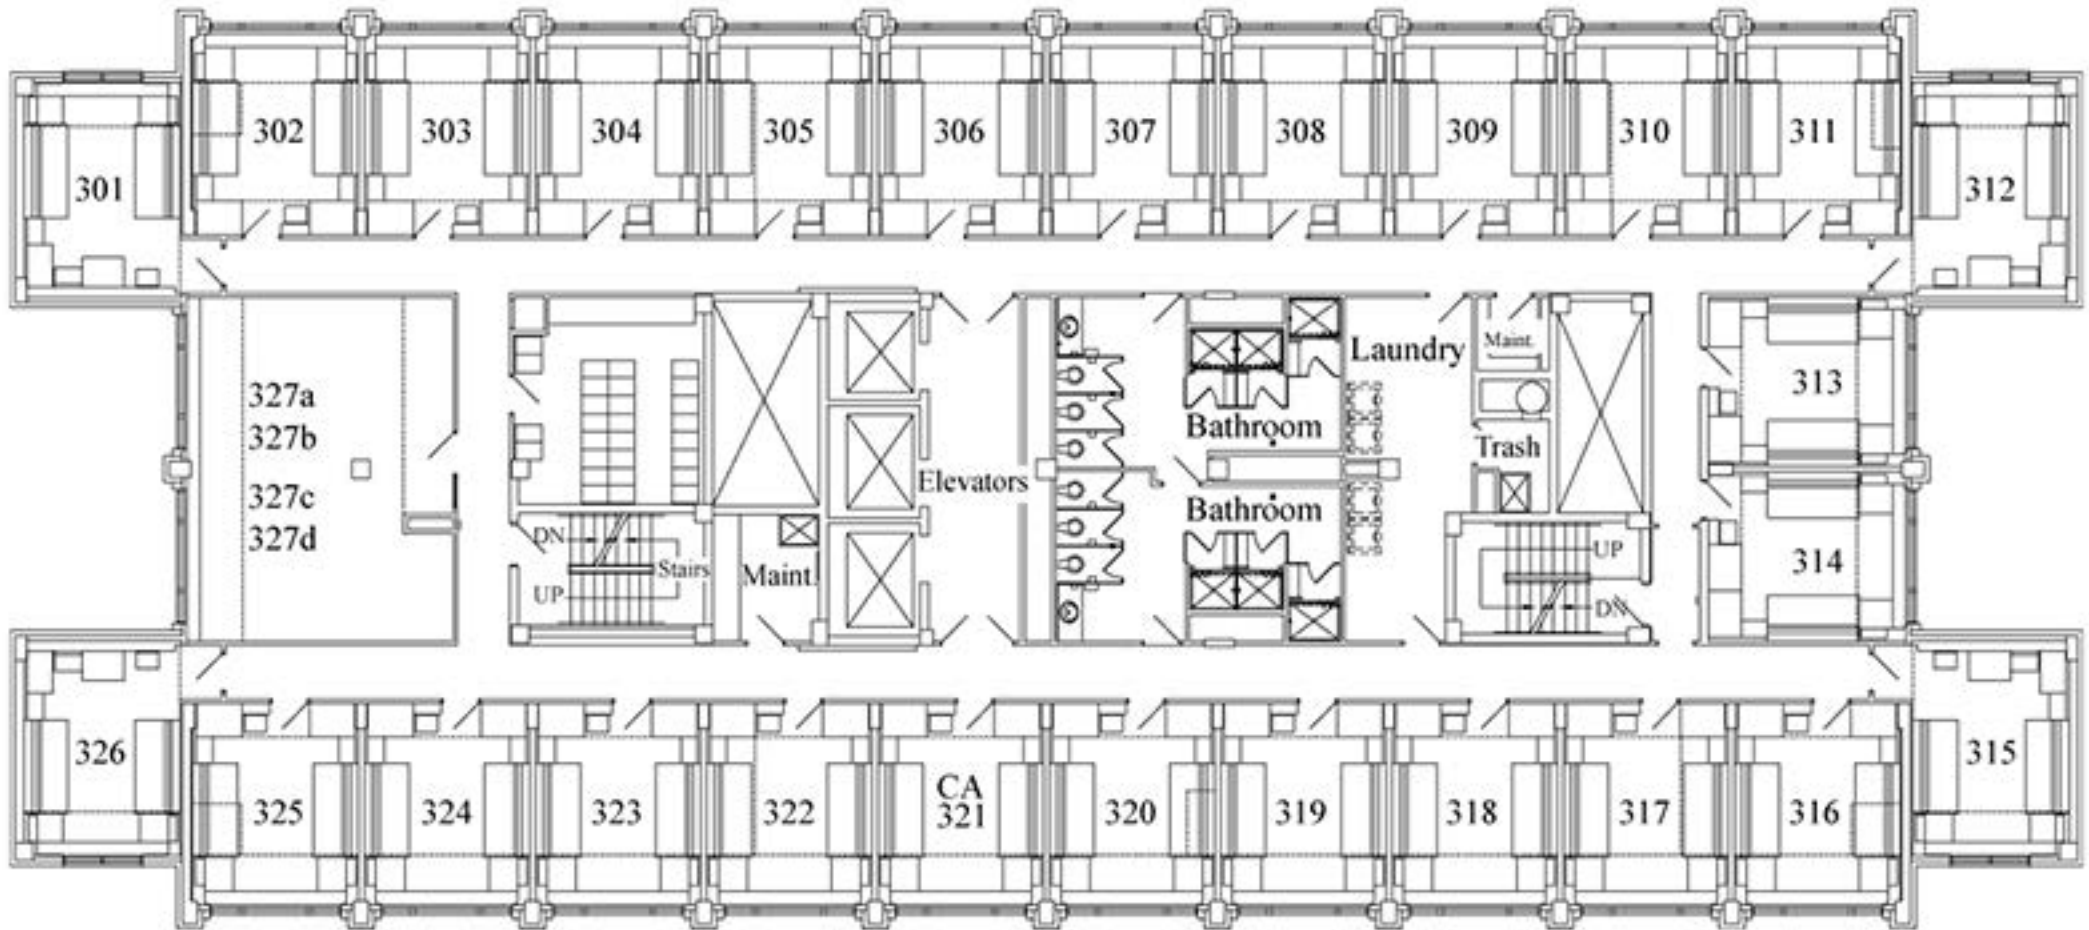 302
303
304
305
306
307
308
309
310
311
301
312
Maint.
Laundry
313
327a
327b
327c
327d
Bathroom
Trash
Elevators
Bathroom
DN
Stairs
UP
Maint.
UP
DN
314
326
315
325
324
323
322
CA
321
320
319
318
317
316